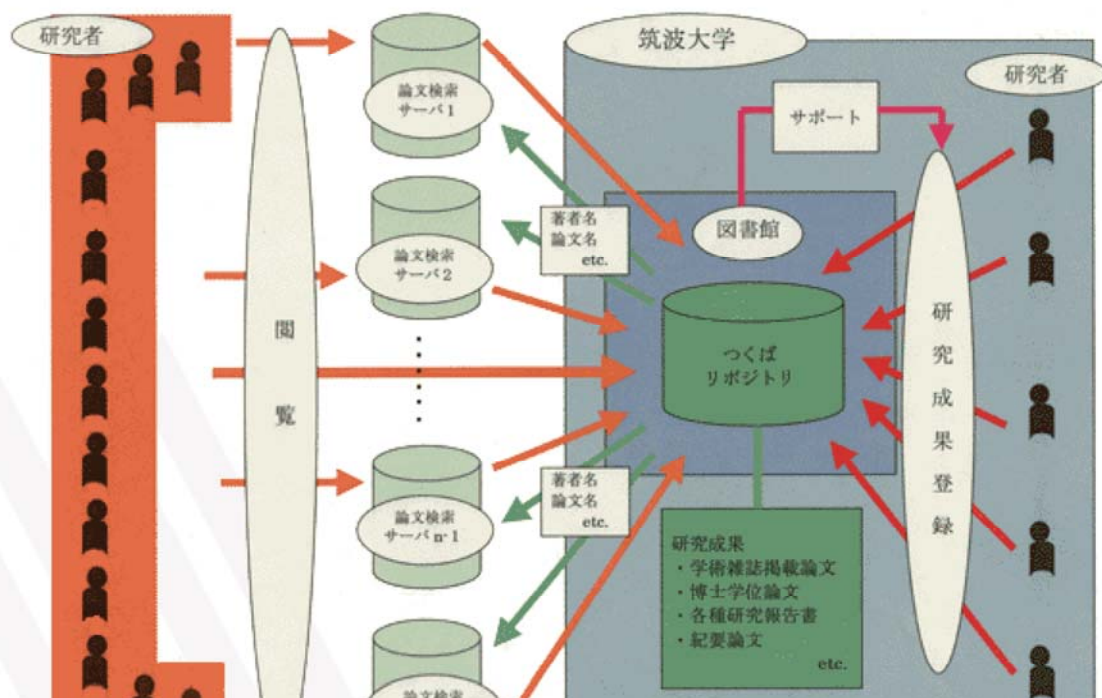 研究者
閲覧
論文検索
サーバ 1
論文検索
サーバ 2
論文検索
サーバ n-1
論文検索
著者名
論文名
etc.
著者名
論文名
etc.
筑波大学
サポート
図書館
つくば
リポジトリ
研究成果
・学術雑誌掲載論文
・博士学位論文
・各種研究報告書
・紀要論文
etc.
研究者
研究成果登録